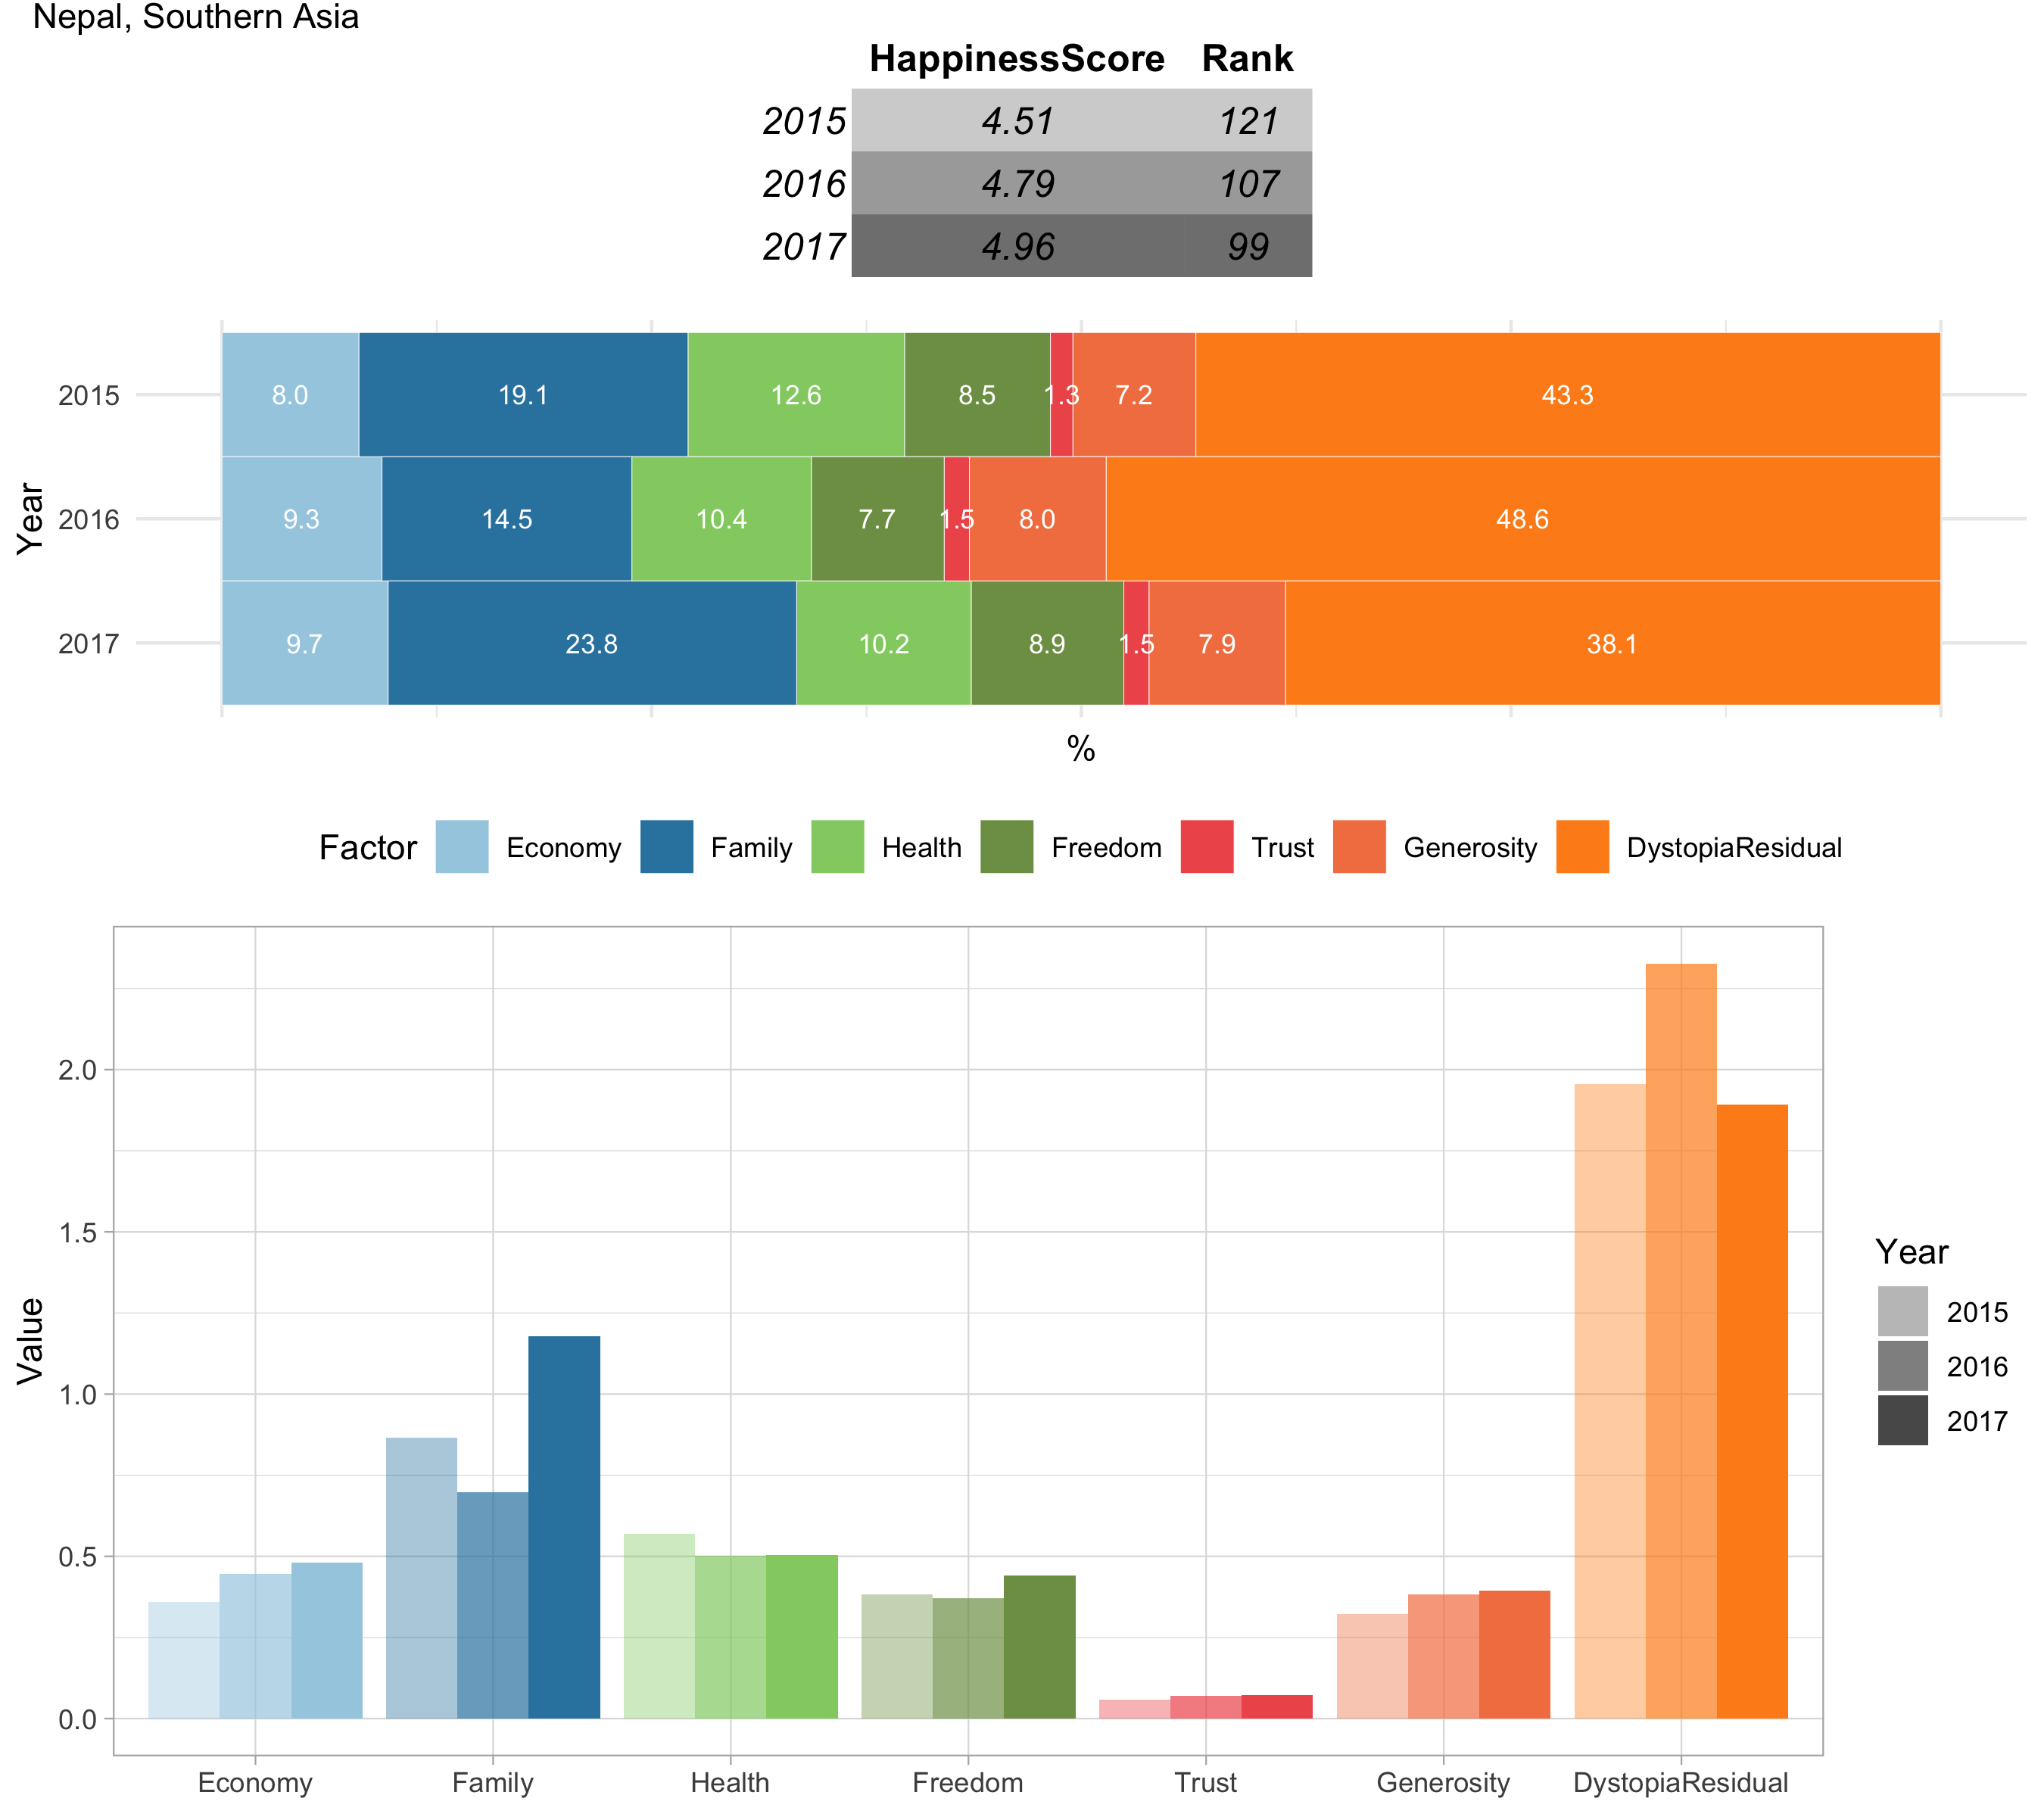 Nepal, Southern Asia
HappinessScore Rank
2015 4.51 121
2016 4.79 107
2017 4.96 99
2015 8.0 19.1 12.6 8.5 1.3 7.2 43.3
Year
2016 9.3 14.5 10.4 7.7 1.5 8.0 48.6
2017 9.7 23.8 10.2 8.9 1.5 7.9 38.1
%
Factor Economy Family Health Freedom Trust Generosity DystopiaResidual
2.0
1.5
1.0
0.5
0.0
Value
Year
2015
2016
2017
Economy Family Health Freedom Trust Generosity DystopiaResidual